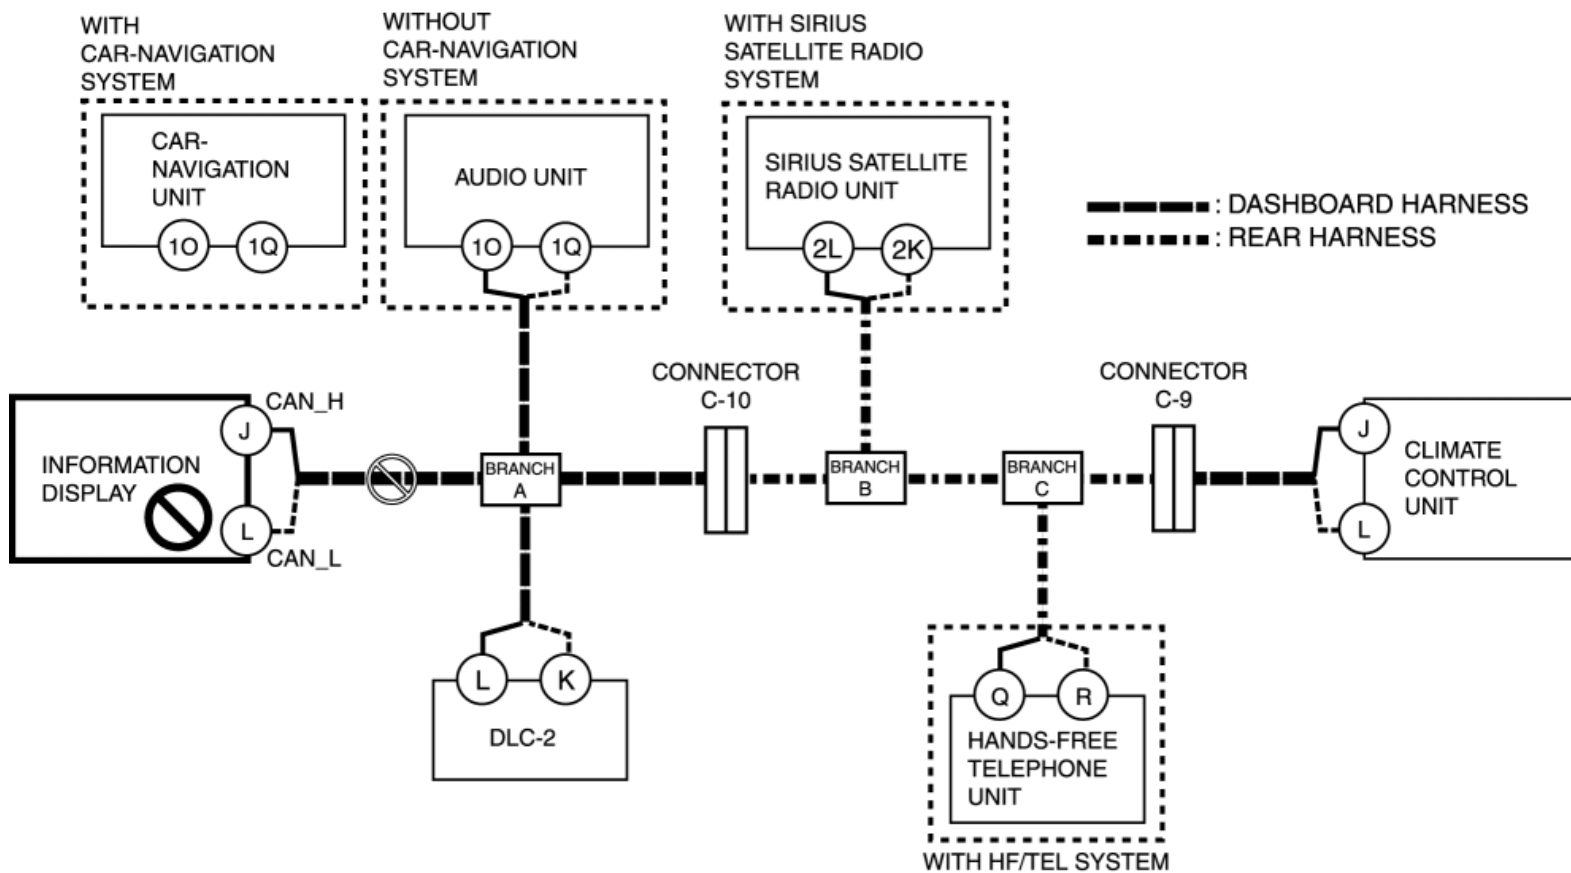 WITH
CAR-NAVIGATION
SYSTEM
WITHOUT
CAR-NAVIGATION
SYSTEM
WITH SIRIUS
SATELLITE RADIO
SYSTEM
CAR-
NAVIGATION
UNIT
1O 1Q
AUDIO UNIT
1O 1Q
SIRIUS SATELLITE
RADIO UNIT
2L 2K
: DASHBOARD HARNESS
: REAR HARNESS
CONNECTOR
C-10
CONNECTOR
C-9
CAN_H
J
INFORMATION
DISPLAY
L
CAN_L
BRANCH
A
BRANCH
B
BRANCH
C
J
CLIMATE
CONTROL
UNIT
L
L K
DLC-2
Q R
HANDS-FREE
TELEPHONE
UNIT
WITH HF/TEL SYSTEM